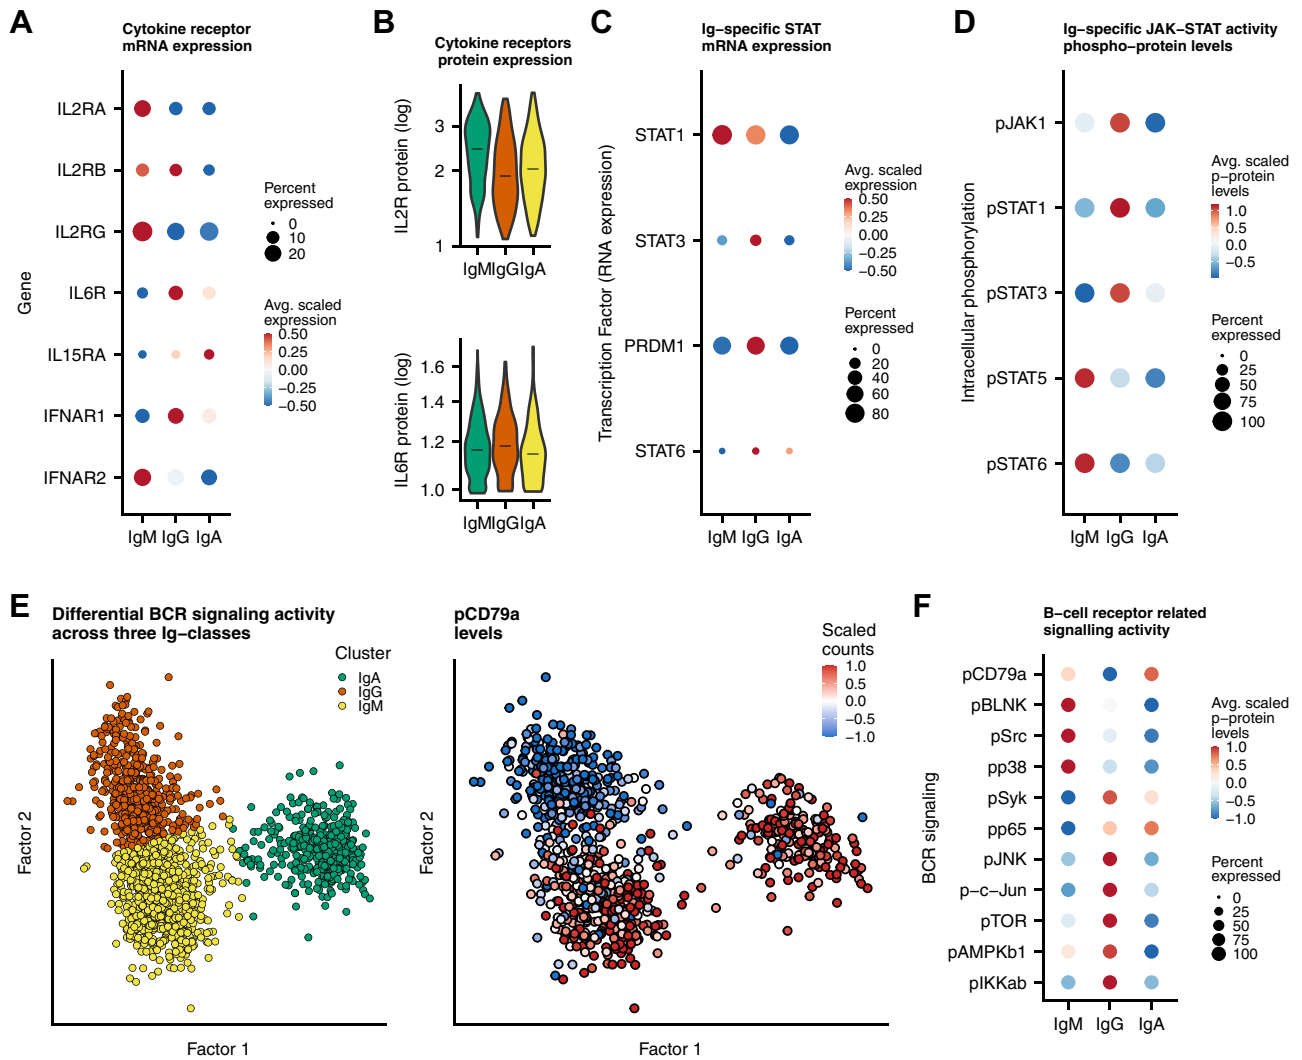 A
Cytokine receptor
mRNA expression
Gene
IL2RA
IL2RB
IL2RG
IL6R
IL15RA
IFNAR1
IFNAR2
IgM IgG IgA
Percent
expressed
0
10
20
Avg. scaled
expression
0.50
0.25
0.00
−0.25
−0.50
B
Cytokine receptors
protein expression
IL2R protein (log)
3
2
1
IgM IgG IgA
IL6R protein (log)
1.6
1.4
1.2
1.0
IgM IgG IgA
C
Ig−specific STAT
mRNA expression
Transcription Factor (RNA expression)
STAT1
STAT3
PRDM1
STAT6
IgM IgG IgA
Avg. scaled
expression
0.50
0.25
0.00
−0.25
−0.50
Percent
expressed
0
20
40
60
80
D
Ig−specific JAK−STAT activity
phospho−protein levels
Intracellular phosphorylation
pJAK1
pSTAT1
pSTAT3
pSTAT5
pSTAT6
IgM IgG IgA
Avg. scaled
p−protein
levels
1.0
0.5
0.0
−0.5
Percent
expressed
0
25
50
75
100
E
Differential BCR signaling activity
across three Ig−classes
Cluster
IgA
IgG
IgM
Factor 2
Factor 1
pCD79a
levels
Scaled
counts
1.0
0.5
0.0
−0.5
−1.0
Factor 2
Factor 1
F
B−cell receptor related
signalling activity
BCR signaling
pCD79a
pBLNK
pSrc
pp38
pSyk
pp65
pJNK
p−c−Jun
pTOR
pAMPKb1
pIKKab
IgM IgG IgA
Avg. scaled
p−protein
levels
1.0
0.5
0.0
−0.5
−1.0
Percent
expressed
0
25
50
75
100